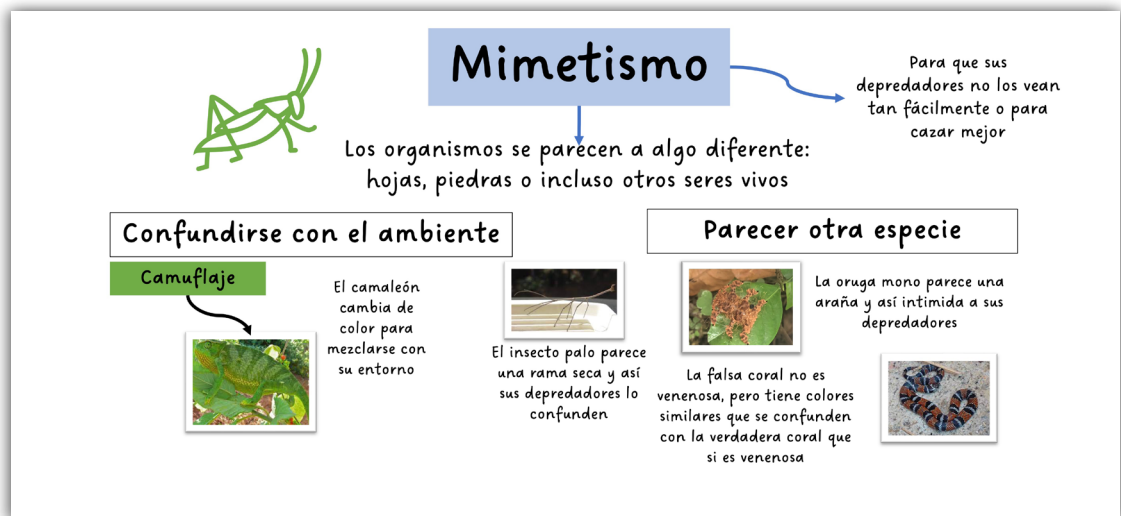 Mimetismo
Para que sus
depredadores no los vean
tan fácilmente o para
cazar mejor
Los organismos se parecen a algo diferente:
hojas, piedras o incluso otros seres vivos
Confundirse con el ambiente
Camuflaje
El camaleón
cambia de
color para
mezclarse con
su entorno
El insecto palo parece
una rama seca y así
sus depredadores lo
confunden
Parecer otra especie
La oruga mono parece una
araña y así intimida a sus
depredadores
La falsa coral no es
venenosa, pero tiene colores
similares que se confunden
con la verdadera coral que
si es venenosa